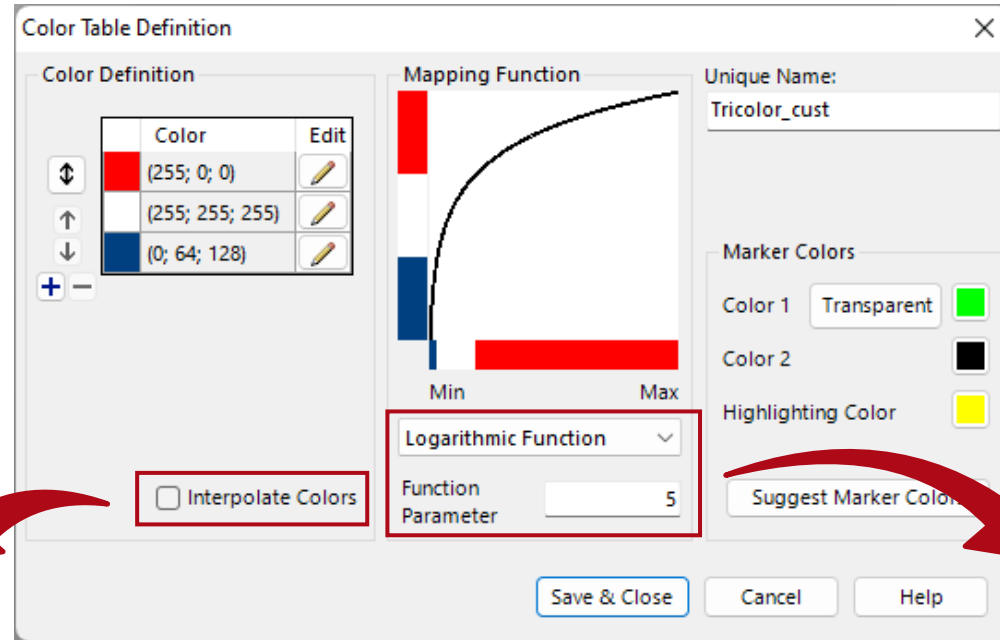 Color Table Definition
Color Definition
Color Edit
(255; 0; 0)
(255; 255; 255)
(0; 64; 128)
Interpolate Colors
Mapping Function
Min Max
Logarithmic Function
Function
Parameter
5
Unique Name:
Tricolor_cust
Marker Colors
Color 1 Transparent
Color 2
Highlighting Color
Suggest Marker
Save & Close Cancel Help